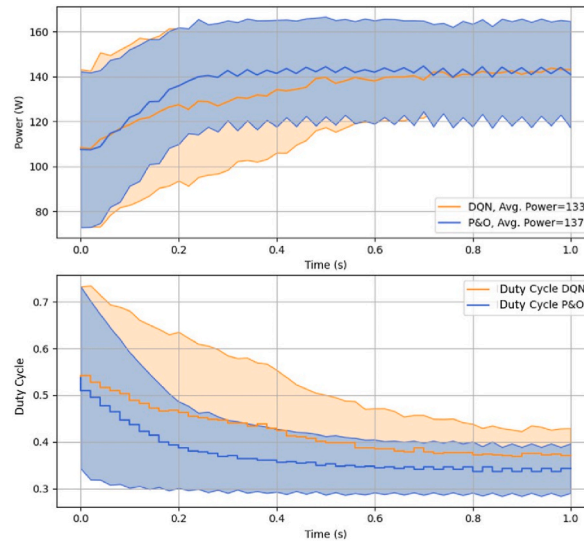 160
140
120
100
80
Power (W)
DQN, Avg. Power=133
P&O, Avg. Power=137
0.0 0.2 0.4 0.6 0.8 1.0
Time (s)
Duty Cycle DQN
Duty Cycle P&O
0.7
0.6
0.5
0.4
0.3
Duty Cycle
0.0 0.2 0.4 0.6 0.8 1.0
Time (s)